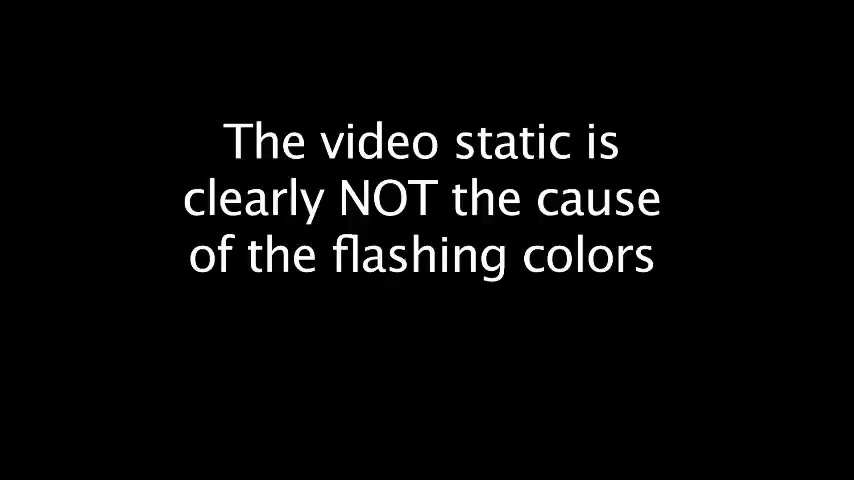 The video static is
clearly NOT the cause
of the flashing colors